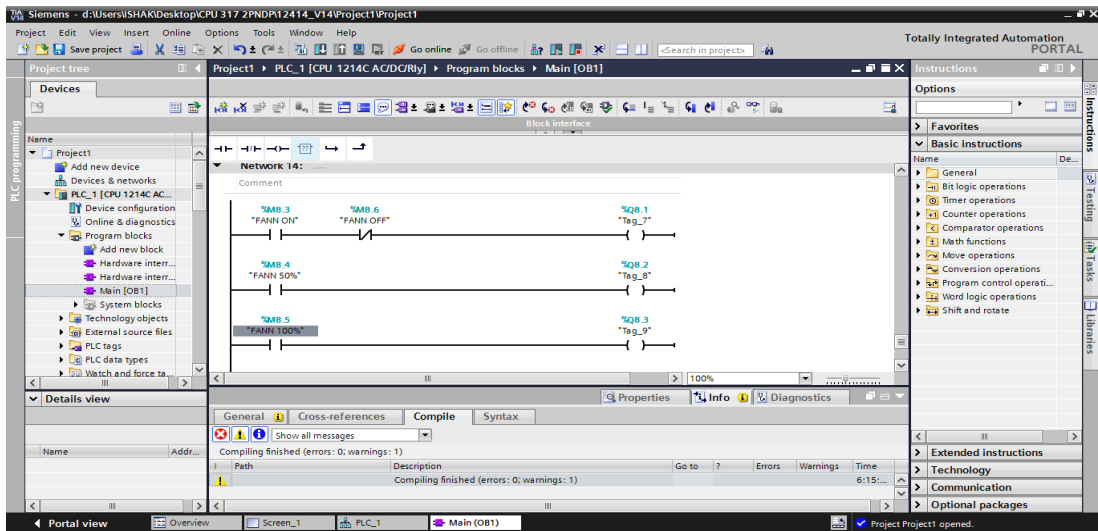 Siemens - d:\Users\ISHAK\Desktop\CPU 317 2PNDP\12414_V14\Project1\Project1
Project Edit View Insert Online Options Tools Window Help
Totally Integrated Automation
PORTAL
Save project
Go online
Go offline
<Search in project>
Project tree
Project1 ▸ PLC_1 [CPU 1214C AC/DC/Rly] ▸ Program blocks ▸ Main [OB1]
Instructions
Devices
Options
Block interface
PLC programming
Name
Project1
Add new device
Devices & networks
PLC_1 [CPU 1214C AC...
Device configuration
Online & diagnostics
Program blocks
Add new block
Hardware interr...
Hardware interr...
Main [OB1]
System blocks
Technology objects
External source files
PLC tags
PLC data types
Watch and force ta...
Details view
Name Addr...
Network 14:
Comment
%M8.3 %M8.6 %Q8.1
"FANN ON" "FANN OFF" "Tag_7"
%M8.4 %Q8.2
"FANN 50%" "Tag_8"
%M8.5 %Q8.3
"FANN 100%" "Tag_9"
100%
Properties Info Diagnostics
General Cross-references Compile Syntax
Show all messages
Compiling finished (errors: 0; warnings: 1)
! Path Description Go to ? Errors Warnings Time
Compiling finished (errors: 0; warnings: 1) 6:15:...
Favorites
Basic instructions
Name De...
General
Bit logic operations
Timer operations
Counter operations
Comparator operations
Math functions
Move operations
Conversion operations
Program control operati...
Word logic operations
Shift and rotate
Extended instructions
Technology
Communication
Optional packages
Instructions
Testing
Tasks
Libraries
Portal view Overview Screen_1 PLC_1 Main (OB1)
Project Project1 opened.